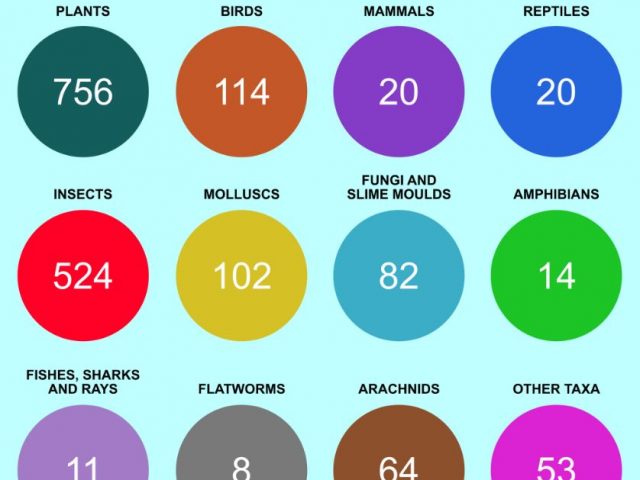 PLANTS
BIRDS
MAMMALS
REPTILES
756
114
20
20
INSECTS
MOLLUSCS
FUNGI AND
SLIME MOULDS
AMPHIBIANS
524
102
82
14
FISHES, SHARKS
AND RAYS
FLATWORMS
ARACHNIDS
OTHER TAXA
11
8
64
53